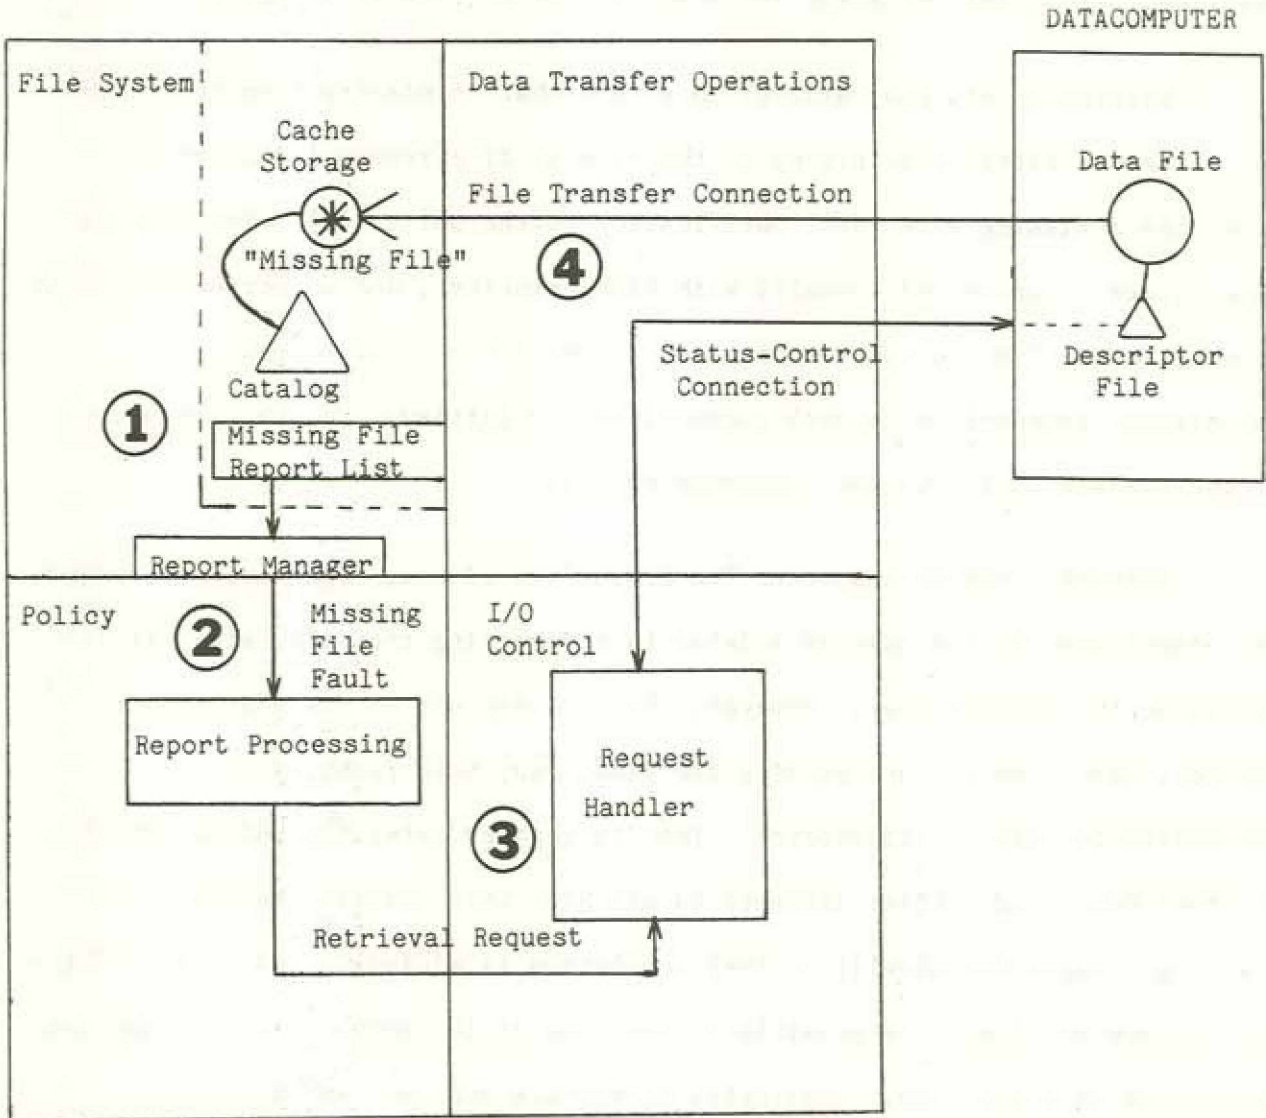 DATACOMPUTER
File System
Data Transfer Operations
Cache
Storage
Data File
File Transfer Connection
"Missing File"
4
Status-Control
Connection
Descriptor
File
Catalog
1
Missing File
Report List
Report Manager
Policy
2
Missing
File
Fault
I/O
Control
Report Processing
Request
Handler
3
Retrieval Request